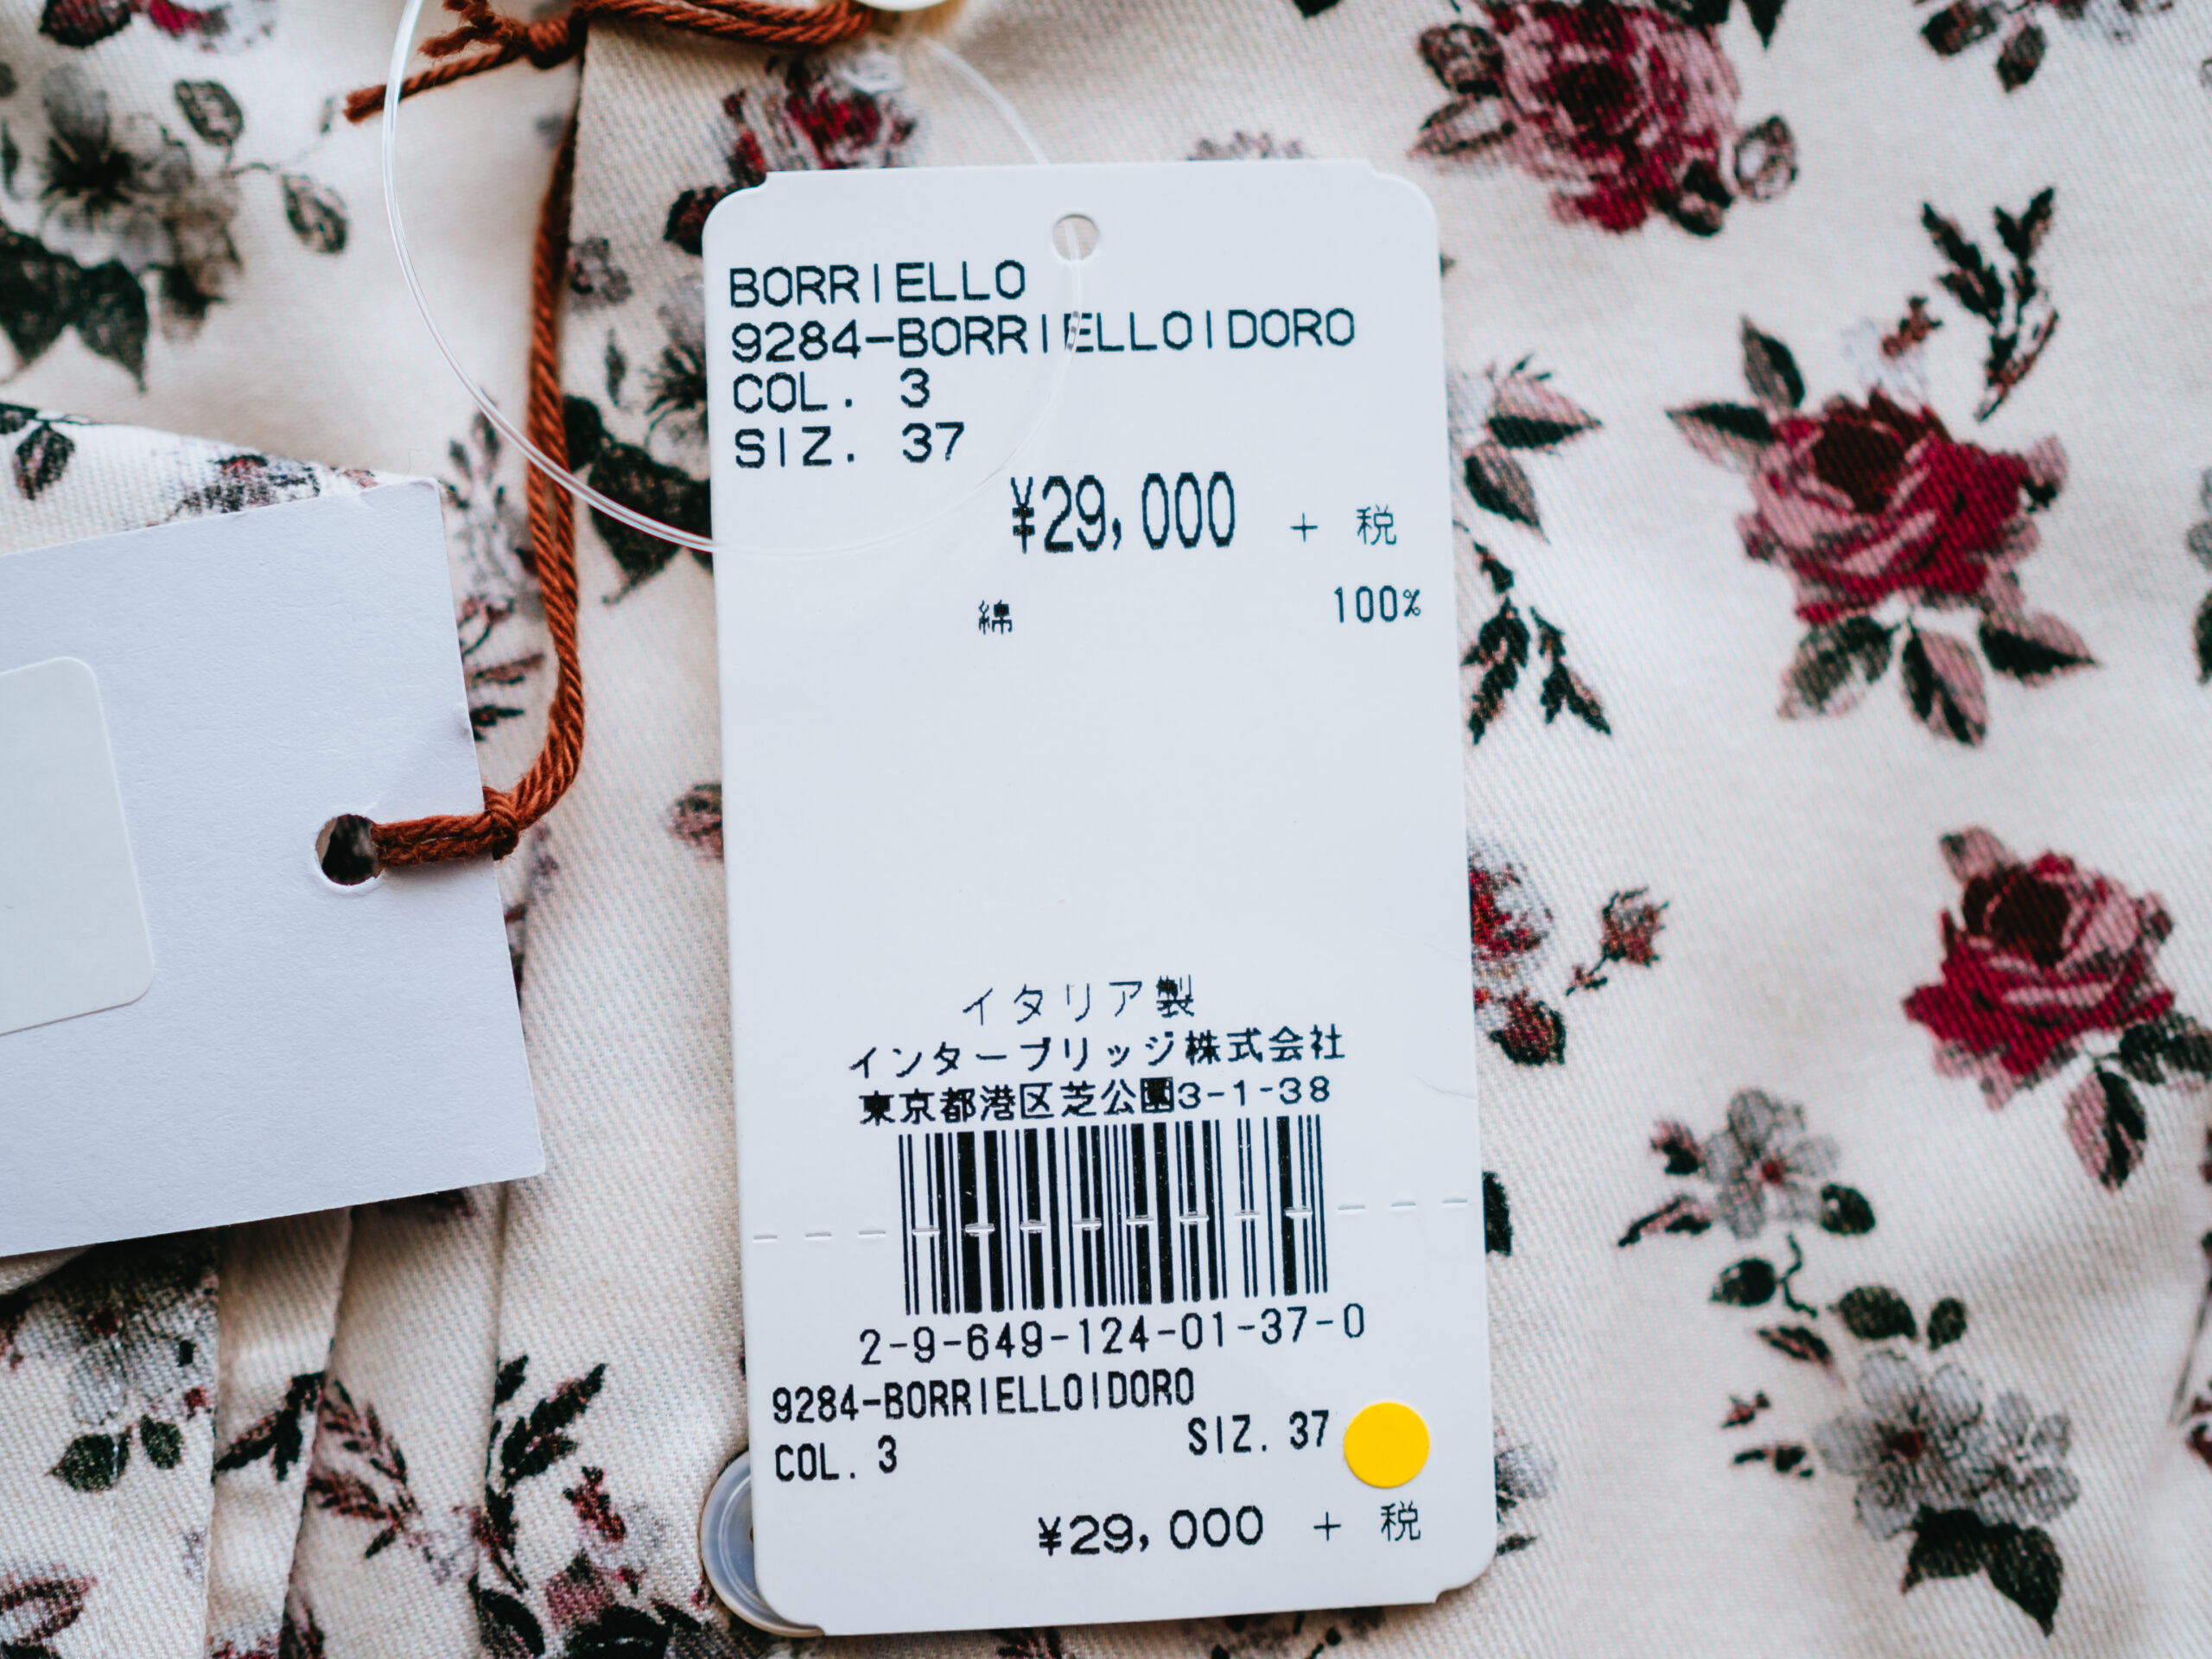 BORRIELLO
9284-BORRIELLOIDORO
COL. 3
SIZ. 37
¥29,000 + 税
綿 100%
イタリア製
インターブリッジ株式会社
東京都港区芝公園3-1-38
2-9-649-124-01-37-0
9284-BORRIELLOIDORO
COL. 3 SIZ. 37
¥29,000 + 税